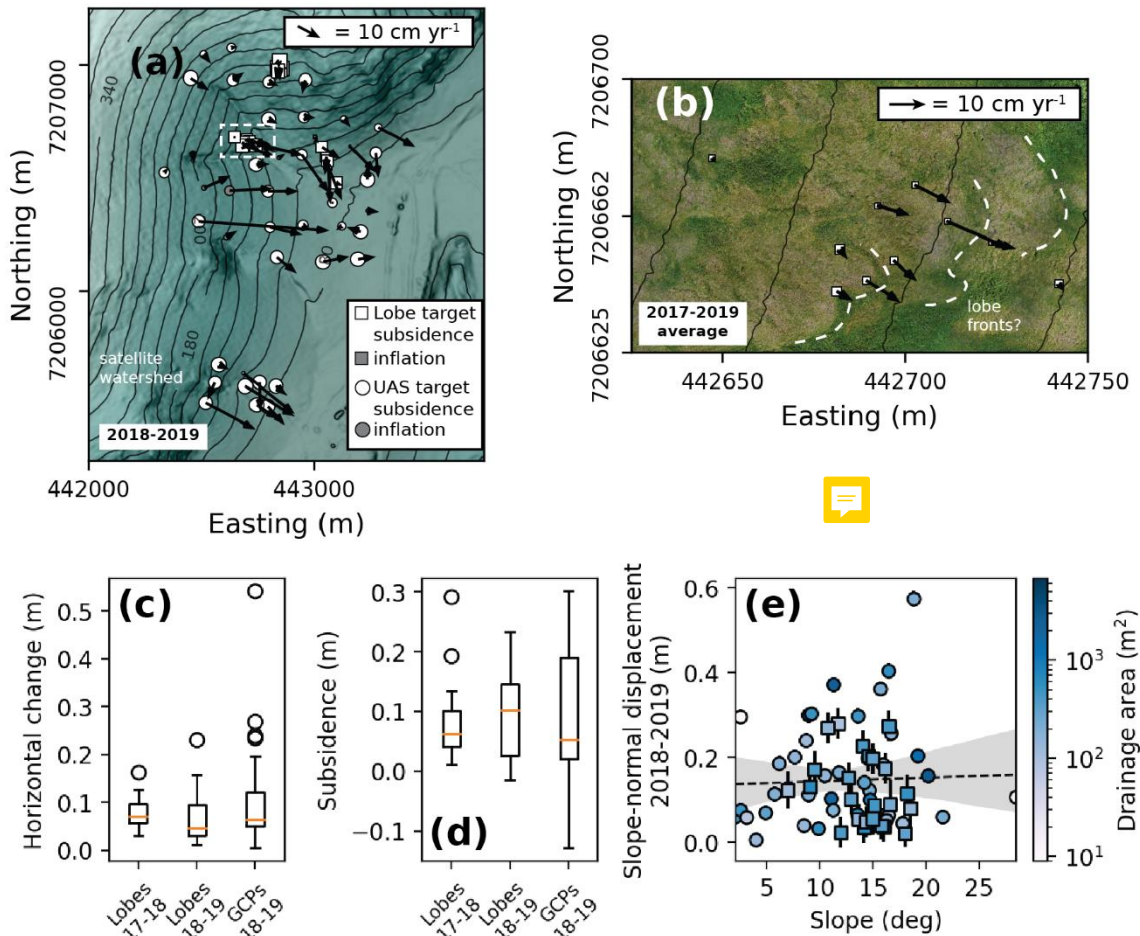 (a)
= 10 cm yr-1
340
00
0
180
satellite
watershed
2018-2019
Lobe target
subsidence
inflation
UAS target
subsidence
inflation
7207000
7206000
Northing (m)
442000
443000
Easting (m)
(b)
= 10 cm yr-1
7206700
7206662
7206625
Northing (m)
2017-2019
average
lobe
fronts?
442650
442700
442750
Easting (m)
(c)
Horizontal change (m)
0.5
0.4
0.3
0.2
0.1
0.0
Lobes
17-18
Lobes
18-19
GCPs
18-19
(d)
Subsidence (m)
0.3
0.2
0.1
0.0
−0.1
Lobes
17-18
Lobes
18-19
GCPs
18-19
(e)
Slope-normal displacement
2018-2019 (m)
0.6
0.4
0.2
0.0
5
10
15
20
25
Slope (deg)
10³
10²
10¹
Drainage area (m²)